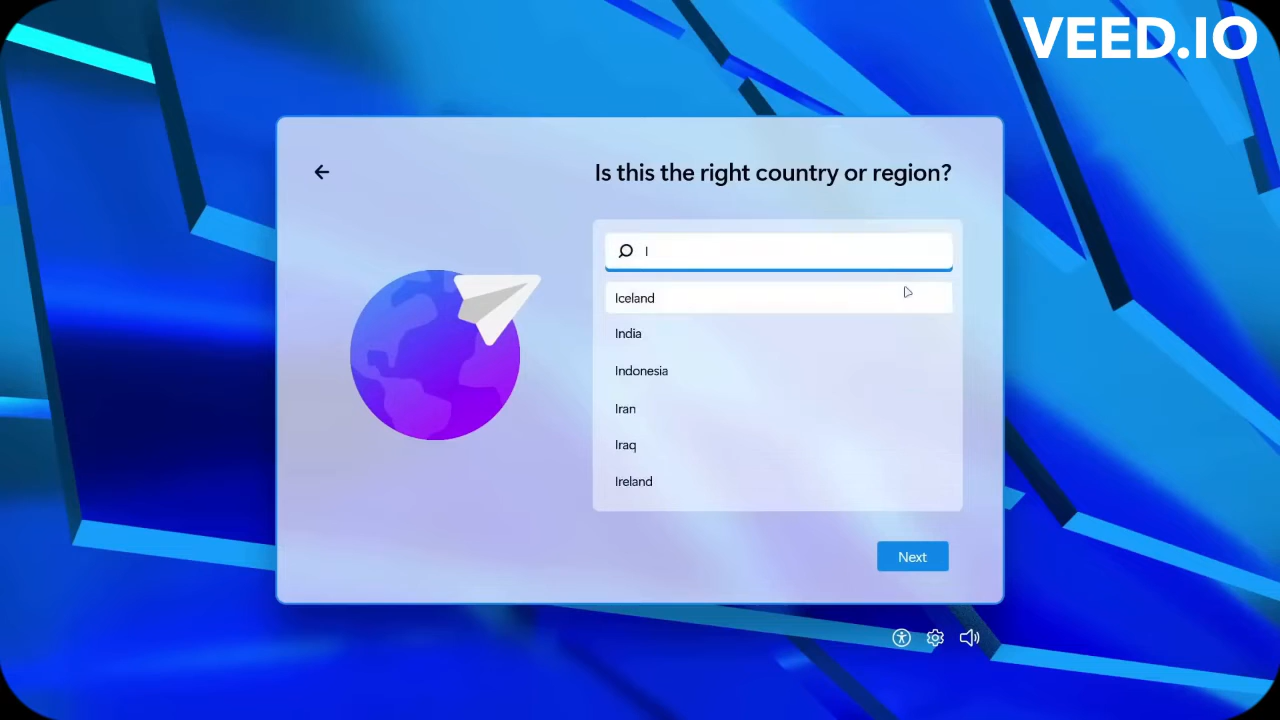 VEED.IO
Is this the right country or region?
I
Iceland
India
Indonesia
Iran
Iraq
Ireland
Next